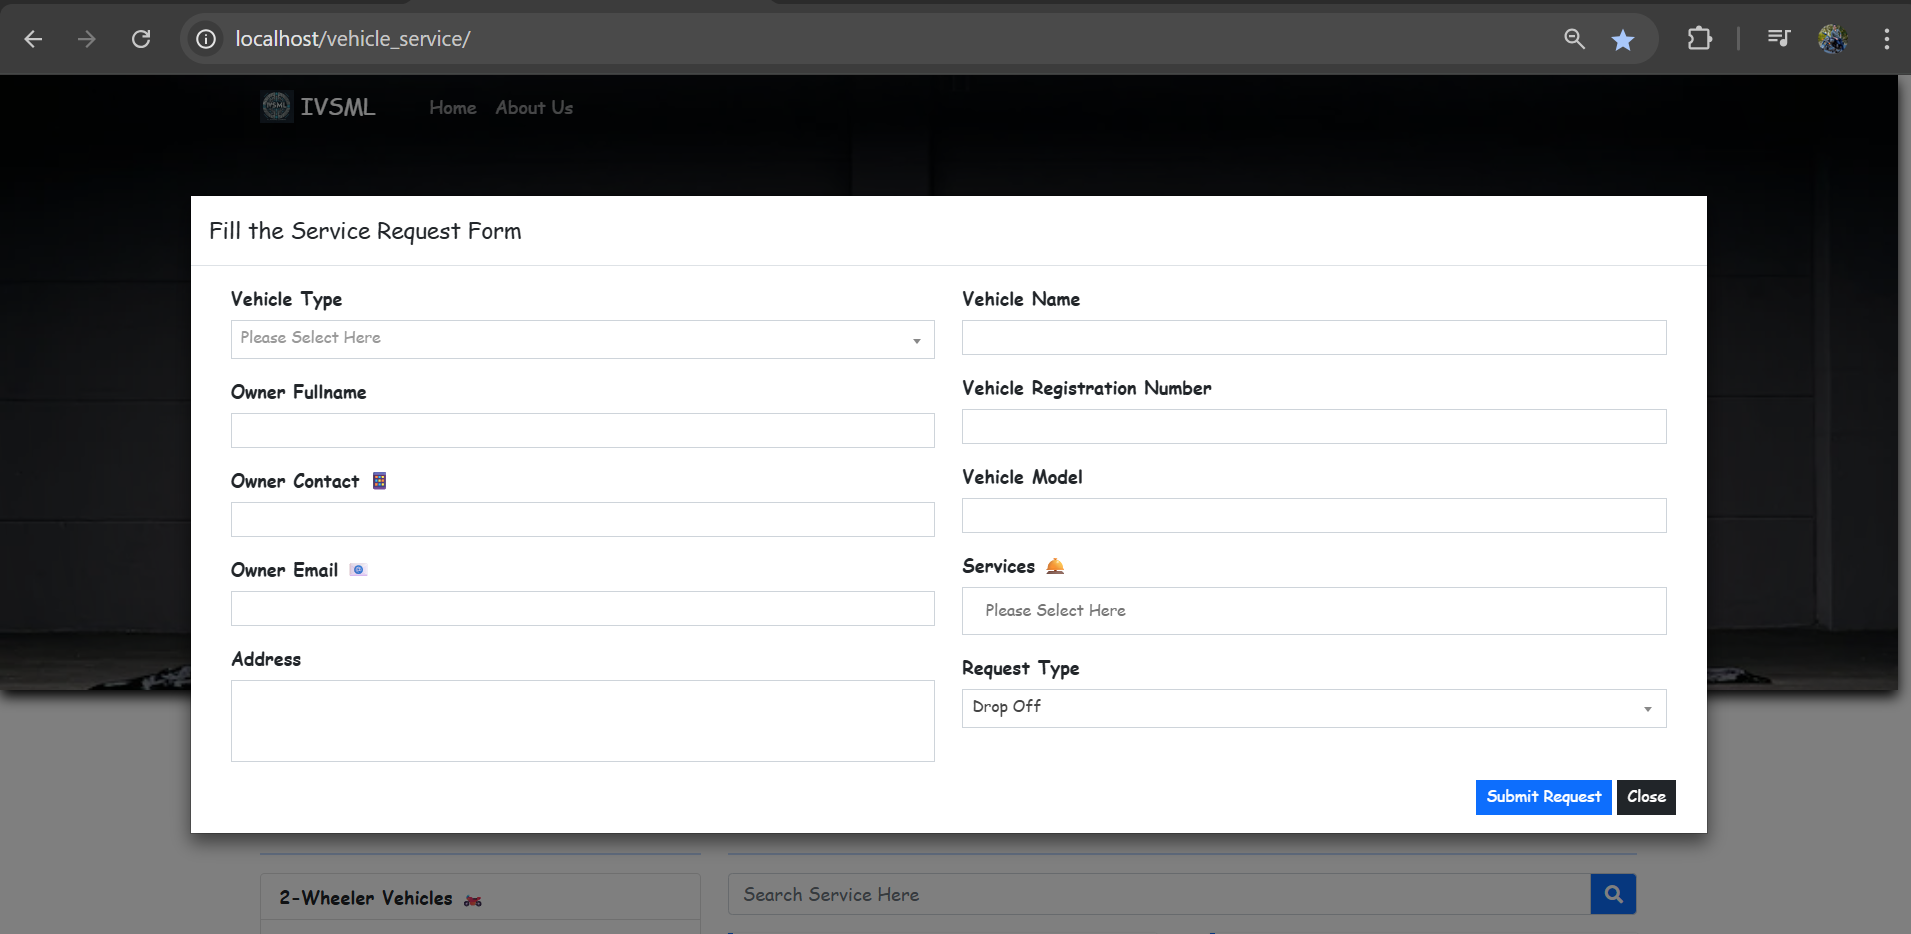 localhost/vehicle_service/
IVSML Home About Us
Fill the Service Request Form
Vehicle Type
Please Select Here
Owner Fullname
Owner Contact
Owner Email
Address
Vehicle Name
Vehicle Registration Number
Vehicle Model
Services
Please Select Here
Request Type
Drop Off
Submit Request Close
2-Wheeler Vehicles
Search Service Here